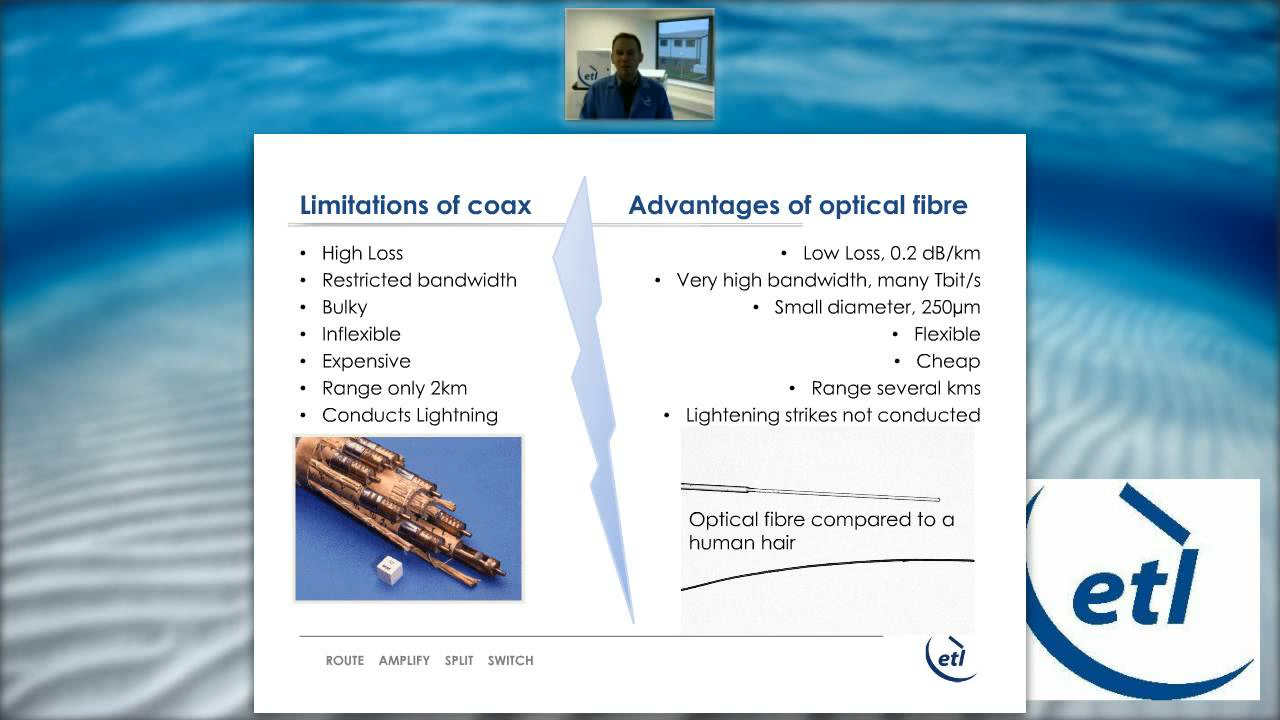 etl
Limitations of coax
• High Loss
• Restricted bandwidth
• Bulky
• Inflexible
• Expensive
• Range only 2km
• Conducts Lightning
Advantages of optical fibre
• Low Loss, 0.2 dB/km
• Very high bandwidth, many Tbit/s
• Small diameter, 250µm
• Flexible
• Cheap
• Range several kms
• Lightening strikes not conducted
Optical fibre compared to a
human hair
ROUTE AMPLIFY SPLIT SWITCH
etl
etl